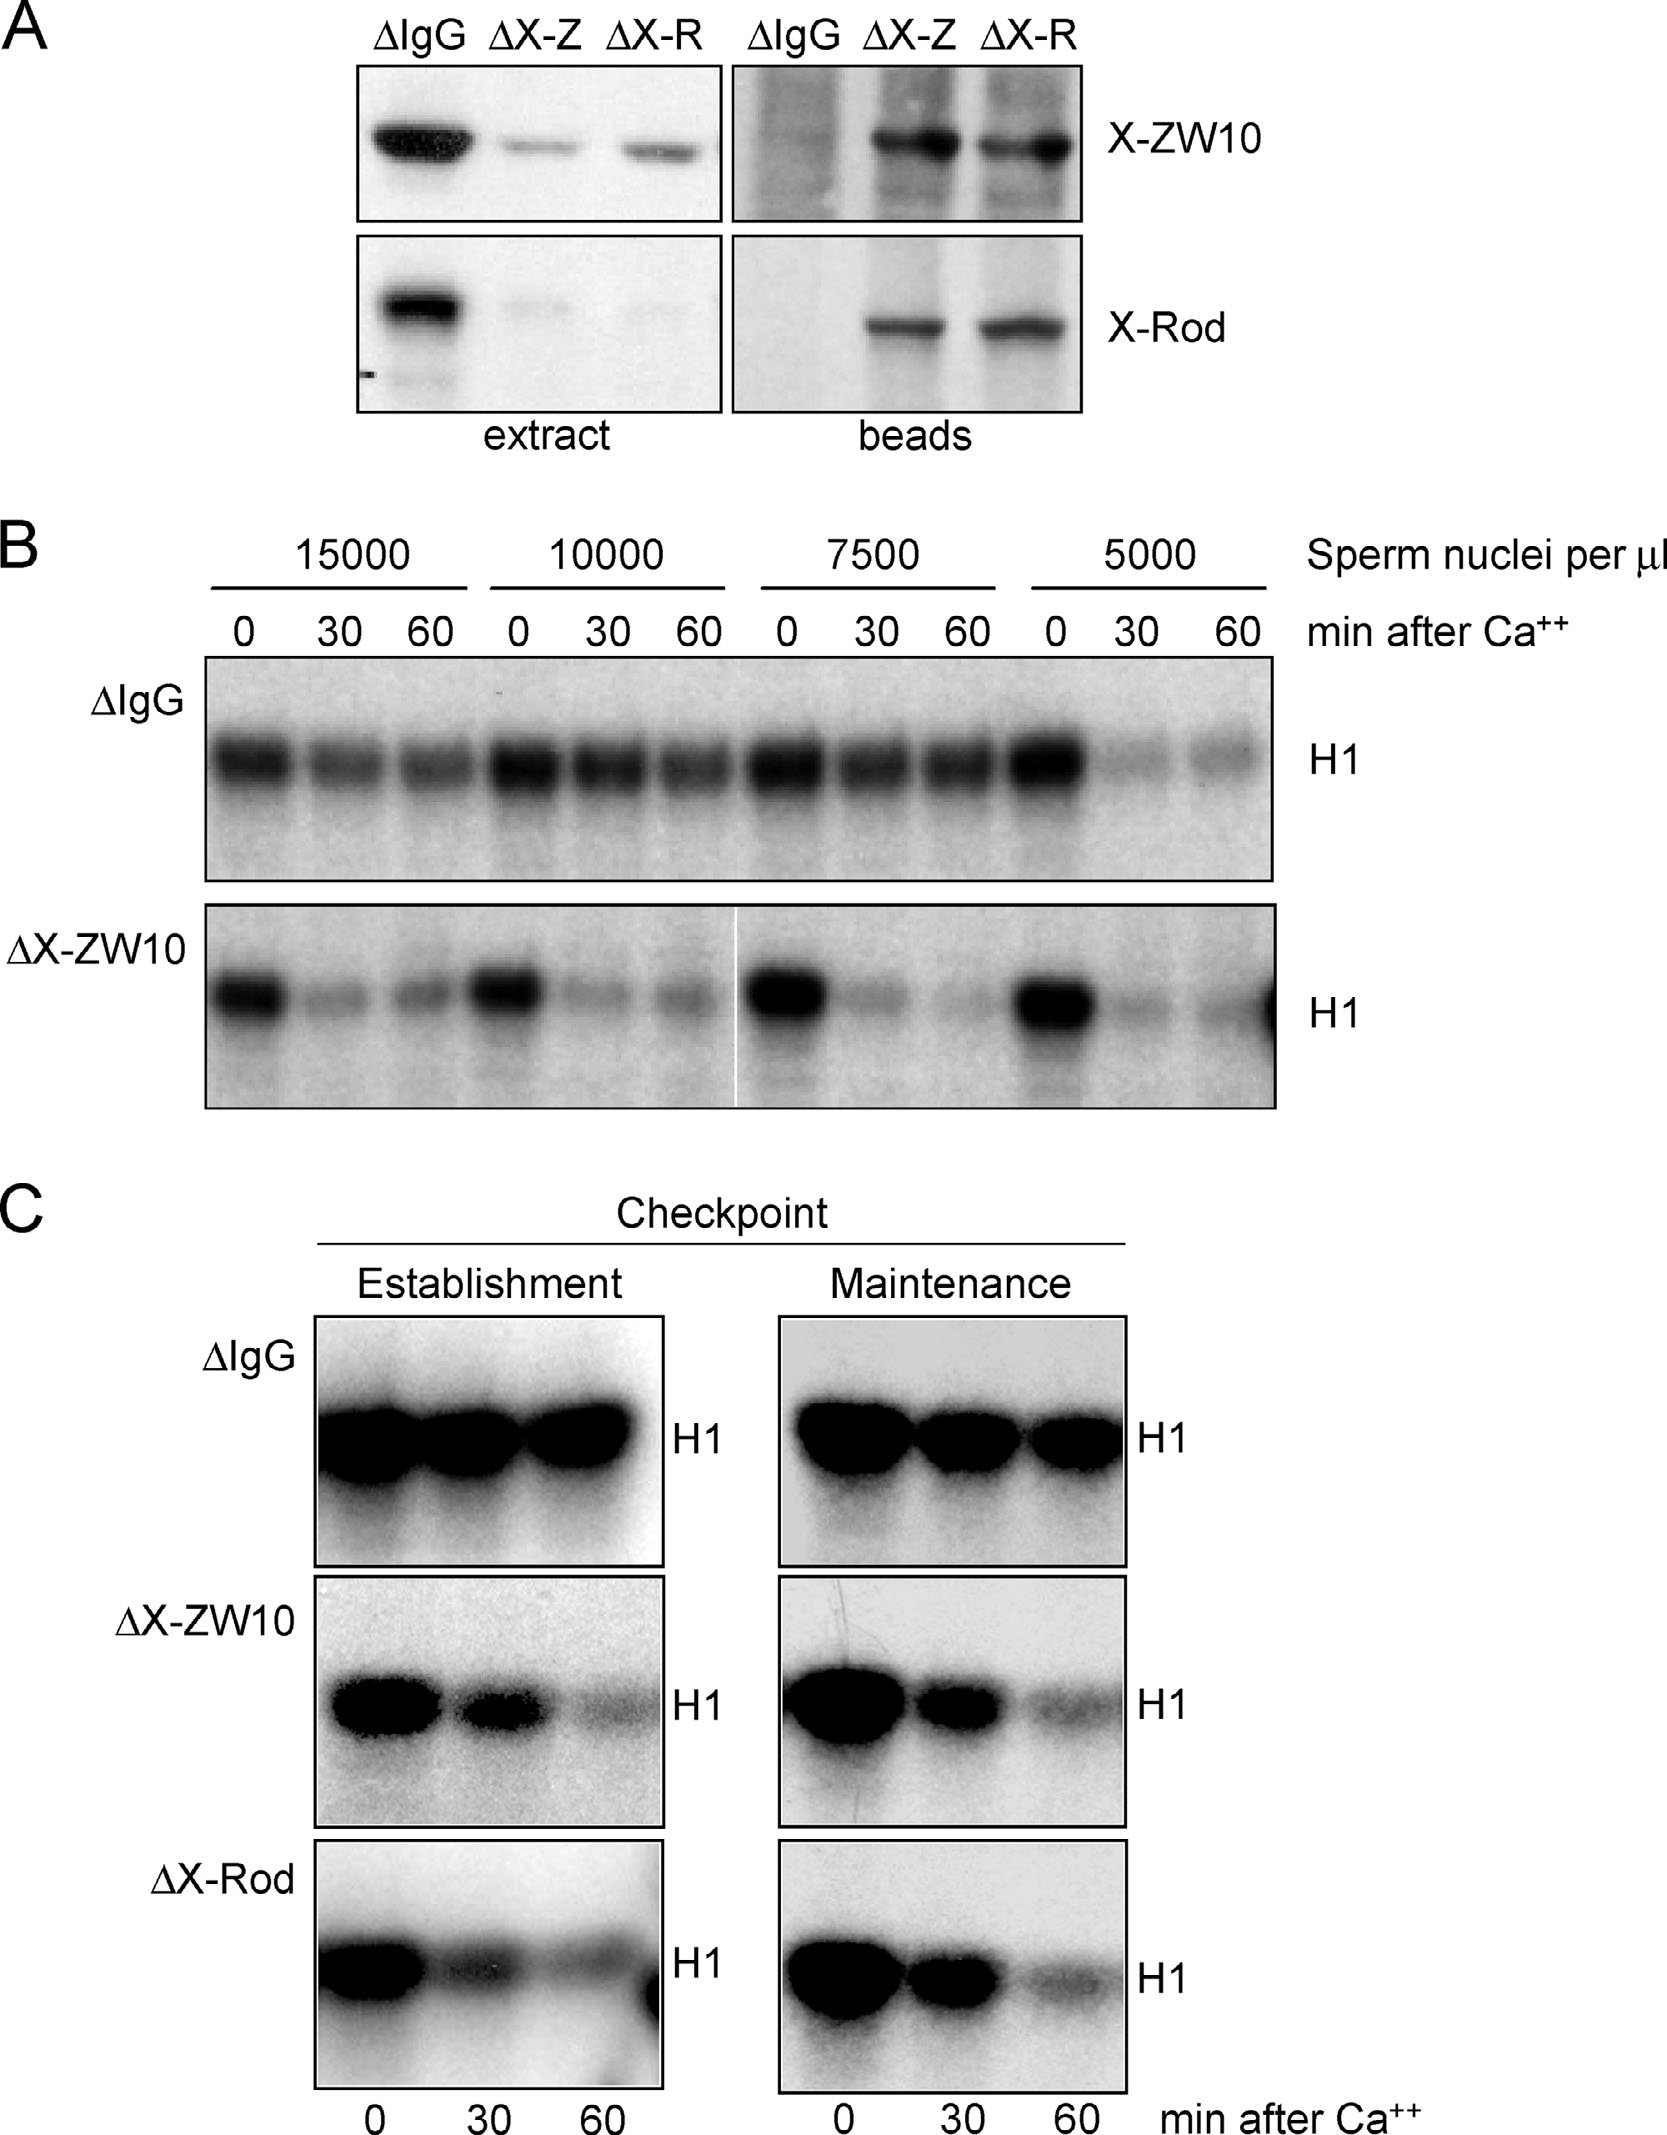 A
ΔIgG ΔX-Z ΔX-R ΔIgG ΔX-Z ΔX-R
X-ZW10
X-Rod
extract beads
B
15000 10000 7500 5000 Sperm nuclei per μl
0 30 60 0 30 60 0 30 60 0 30 60 min after Ca⁺⁺
ΔIgG
H1
ΔX-ZW10
H1
C
Checkpoint
Establishment Maintenance
ΔIgG
H1 H1
ΔX-ZW10
H1 H1
ΔX-Rod
H1 H1
0 30 60 0 30 60 min after Ca⁺⁺